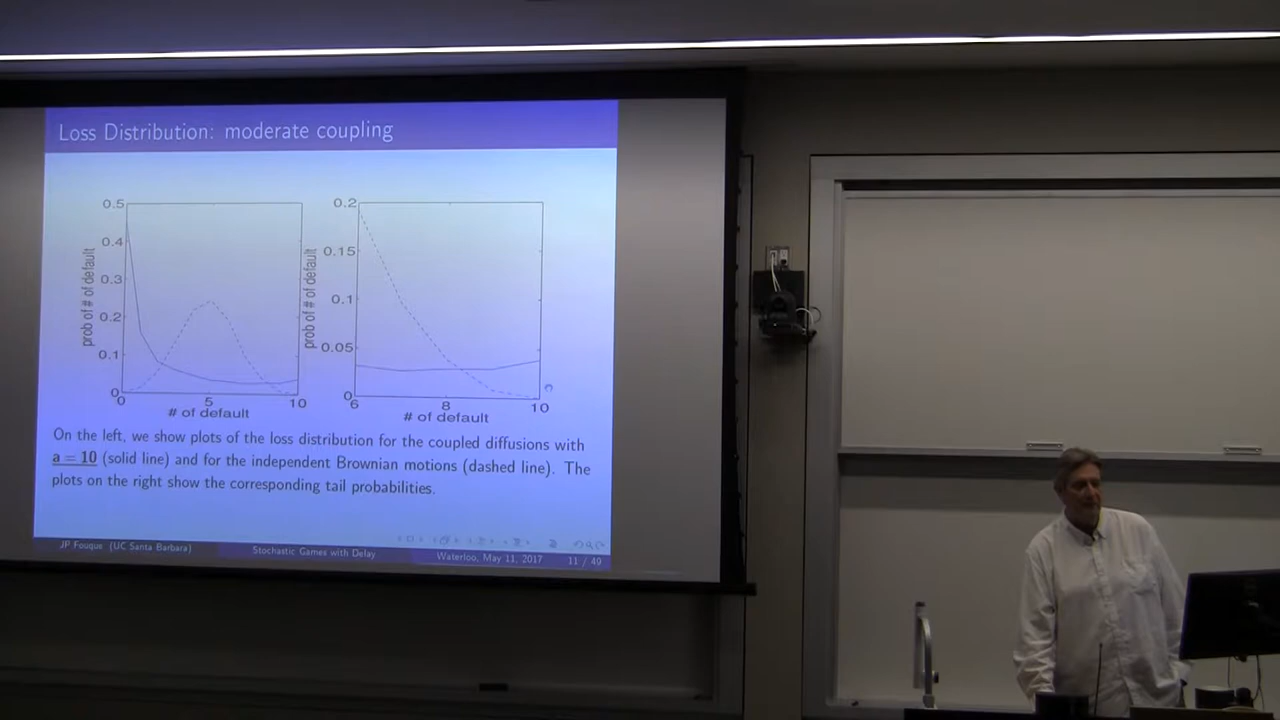 Loss Distribution: moderate coupling
0.5
0.4
0.3
0.2
0.1
0
0
5
10
prob of # of default
# of default
0.2
0.15
0.1
0.05
0
6
8
10
prob of # of default
# of default
On the left, we show plots of the loss distribution for the coupled diffusions with
a = 10 (solid line) and for the independent Brownian motions (dashed line). The
plots on the right show the corresponding tail probabilities.
JP Fouque (UC Santa Barbara)
Stochastic Games with Delay
Waterloo, May 11, 2017
11 / 49